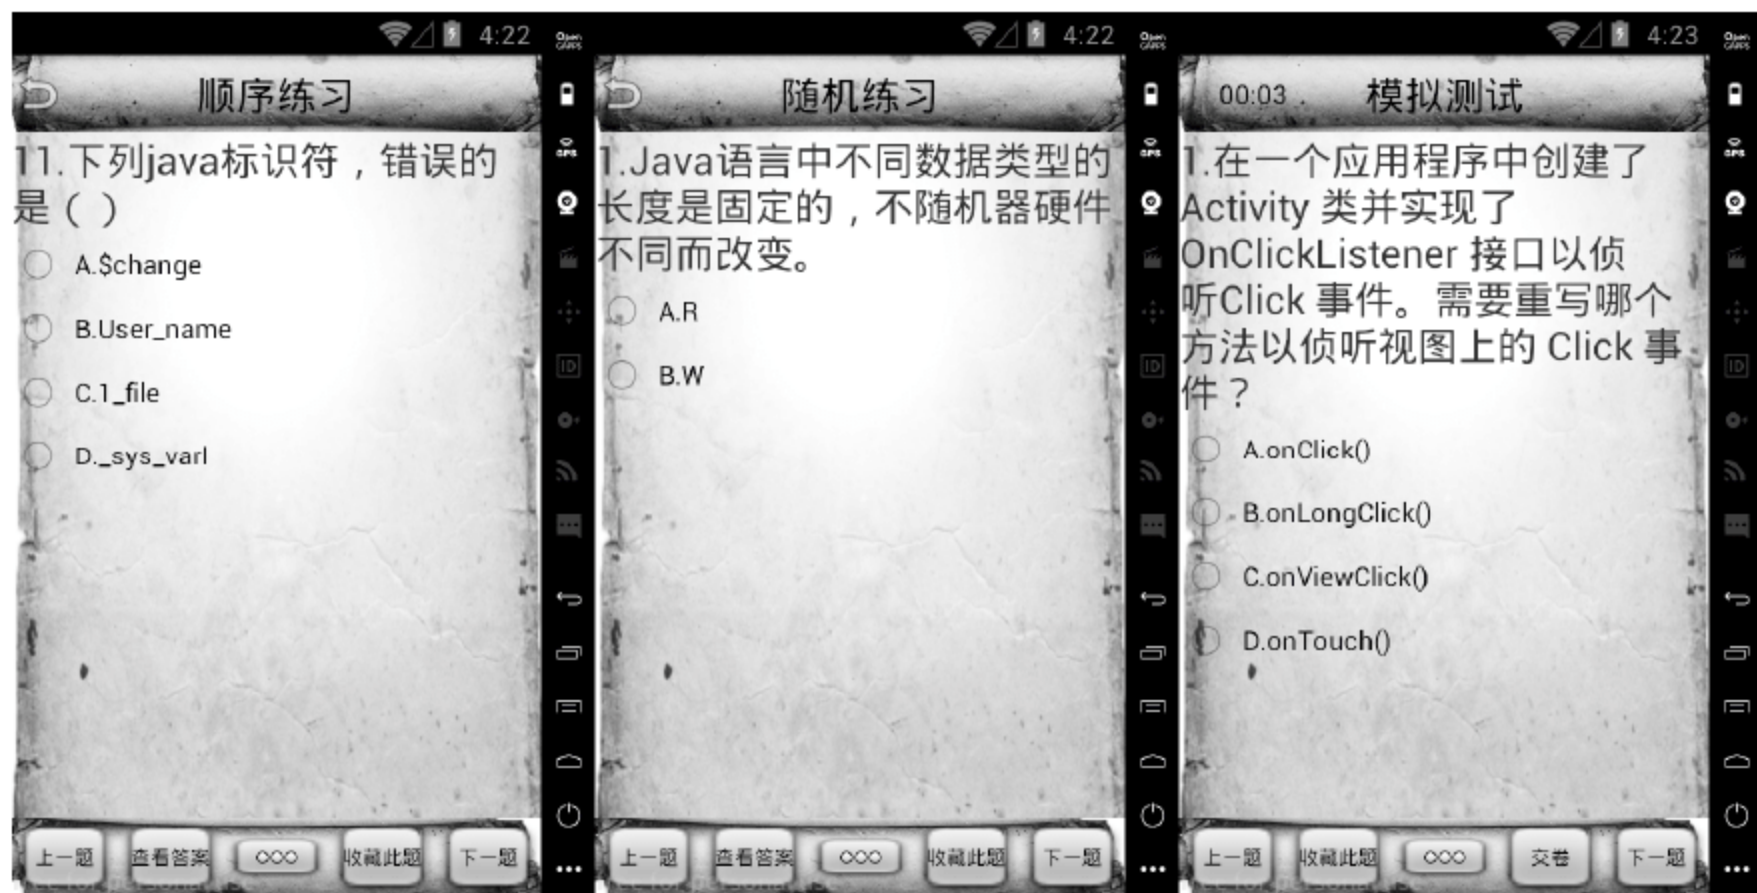 4:22
顺序练习
11.下列java标识符，错误的
是（ ）
A.$change
B.User_name
C.1_file
D._sys_varl
上一题
查看答案
收藏此题
下一题
4:22
随机练习
1.Java语言中不同数据类型的
长度是固定的，不随机器硬件
不同而改变。
A.R
B.W
上一题
查看答案
收藏此题
下一题
4:23
00:03
模拟测试
1.在一个应用程序中创建了
Activity 类并实现了
OnClickListener 接口以侦
听Click 事件。需要重写哪个
方法以侦听视图上的 Click 事
件？
A.onClick()
B.onLongClick()
C.onViewClick()
D.onTouch()
上一题
收藏此题
交卷
下一题